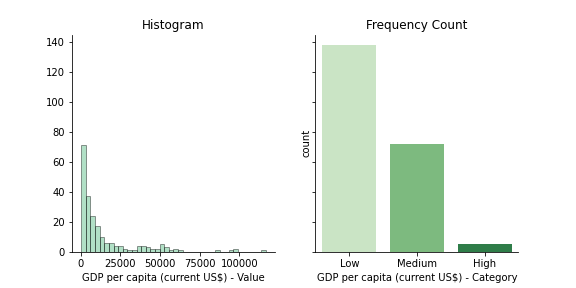 Histogram
Frequency Count
140
120
100
80
60
40
20
0
count
0 25000 50000 75000 100000
Low Medium High
GDP per capita (current US$) - Value
GDP per capita (current US$) - Category